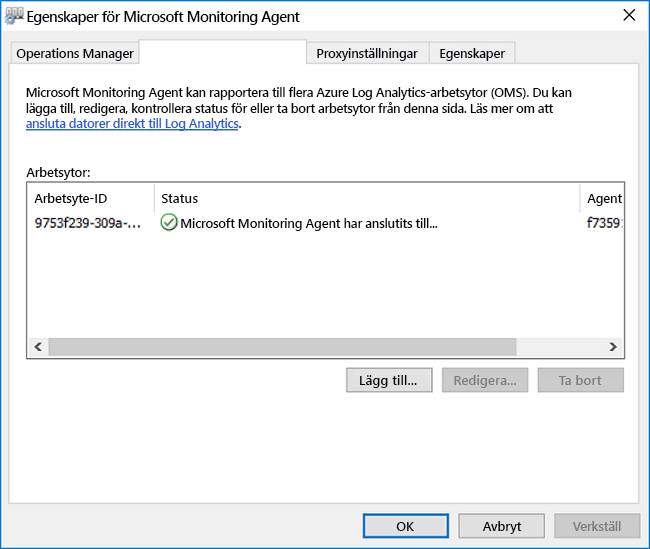 Egenskaper för Microsoft Monitoring Agent
Operations Manager
Proxyinställningar
Egenskaper
Microsoft Monitoring Agent kan rapportera till flera Azure Log Analytics-arbetsytor (OMS). Du kan
lägga till, redigera, kontrollera status för eller ta bort arbetsytor från denna sida. Läs mer om att
ansluta datorer direkt till Log Analytics.
Arbetsytor:
Arbetsyte-ID Status Agent
9753f239-309a-... Microsoft Monitoring Agent har anslutits till... f7359
Lägg till... Redigera... Ta bort
OK Avbryt Verkställ